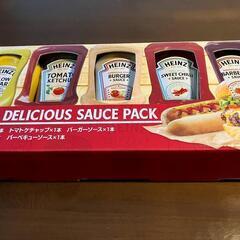 HEINZ
TOMATO
KETCHUP
HEINZ
BURGER
SAUCE
HEINZ
SWEET CHILLI
SAUCE
HEINZ
DELICIOUS SAUCE PACK
本 トマトケチャップ×1本 バーガーソース×1本
バーベキューソース×1本